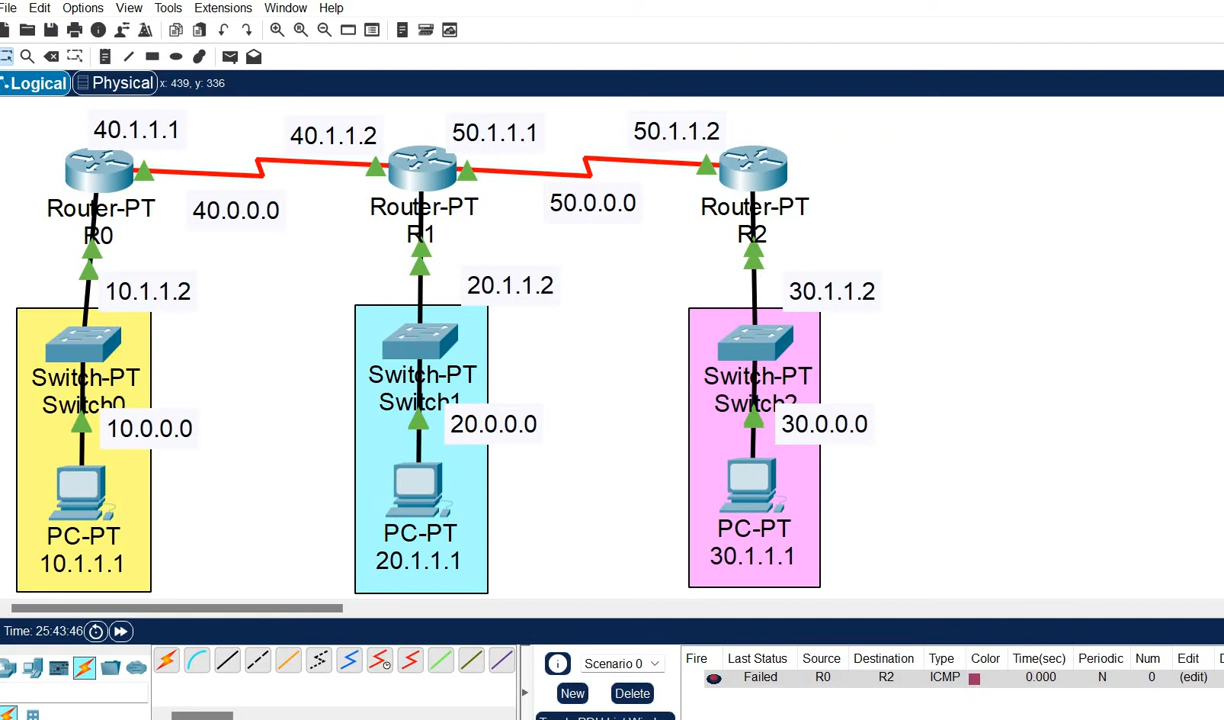 File Edit Options View Tools Extensions Window Help
Logical Physical x: 439, y: 336
40.1.1.1
40.1.1.2
50.1.1.1
50.1.1.2
Router-PT
R0
40.0.0.0
Router-PT
R1
50.0.0.0
Router-PT
R2
10.1.1.2
20.1.1.2
30.1.1.2
Switch-PT
Switch0
10.0.0.0
Switch-PT
Switch1
20.0.0.0
Switch-PT
Switch2
30.0.0.0
PC-PT
10.1.1.1
PC-PT
20.1.1.1
PC-PT
30.1.1.1
Time: 25:43:46
Scenario 0
New Delete
Fire Last Status Source Destination Type Color Time(sec) Periodic Num Edit
Failed R0 R2 ICMP 0.000 N 0 (edit)